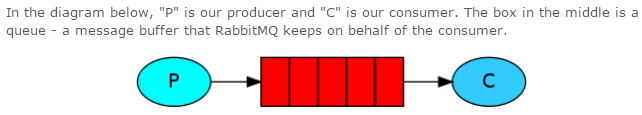 In the diagram below, "P" is our producer and "C" is our consumer. The box in the middle is a
queue - a message buffer that RabbitMQ keeps on behalf of the consumer.
P
C